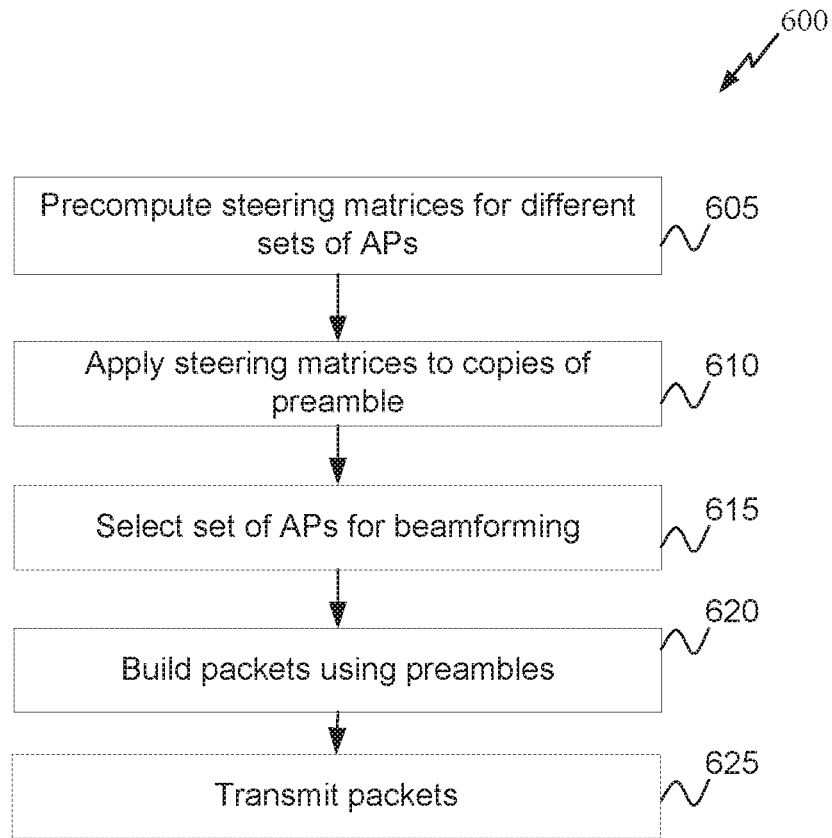 600
Precompute steering matrices for different
sets of APs
605
Apply steering matrices to copies of
preamble
610
Select set of APs for beamforming
615
Build packets using preambles
620
Transmit packets
625